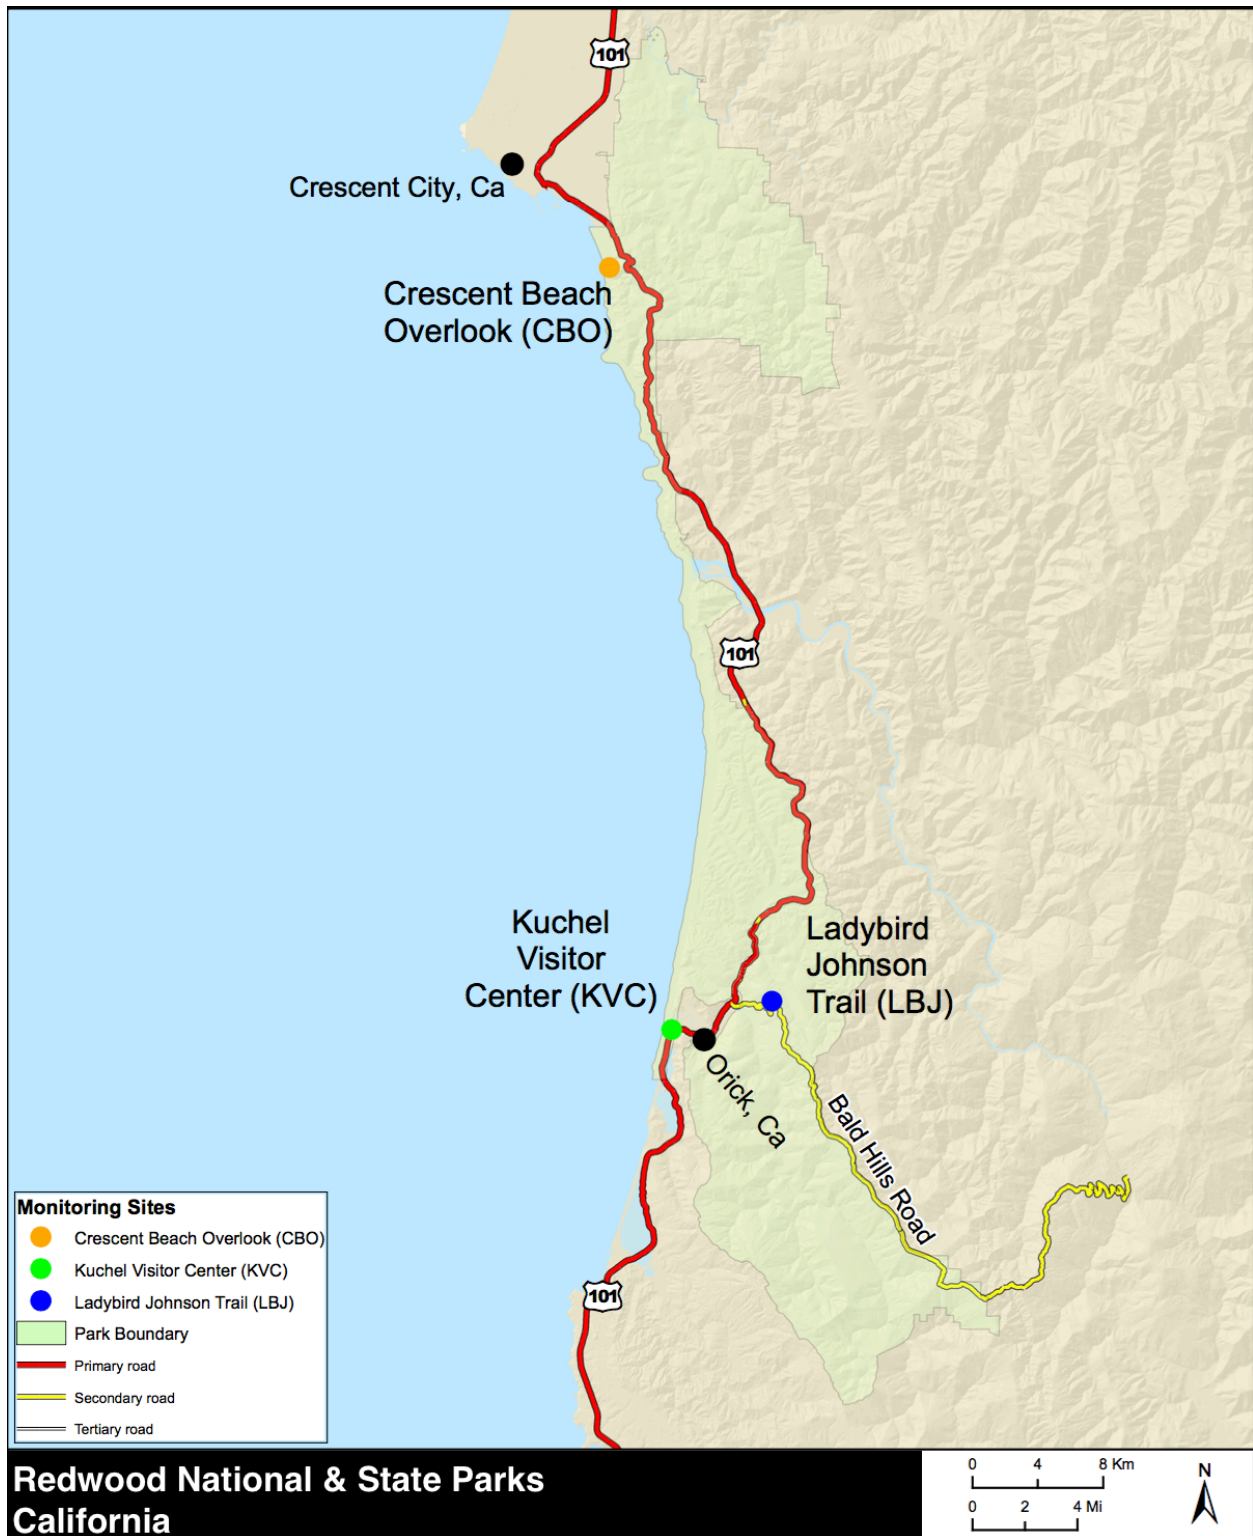 101
Crescent City, Ca
Crescent Beach
Overlook (CBO)
101
Kuchel
Visitor
Center (KVC)
Ladybird
Johnson
Trail (LBJ)
Orick, Ca
Bald Hills Road
101
Monitoring Sites
Crescent Beach Overlook (CBO)
Kuchel Visitor Center (KVC)
Ladybird Johnson Trail (LBJ)
Park Boundary
Primary road
Secondary road
Tertiary road
Redwood National & State Parks
California
0 4 8 Km
0 2 4 Mi
N